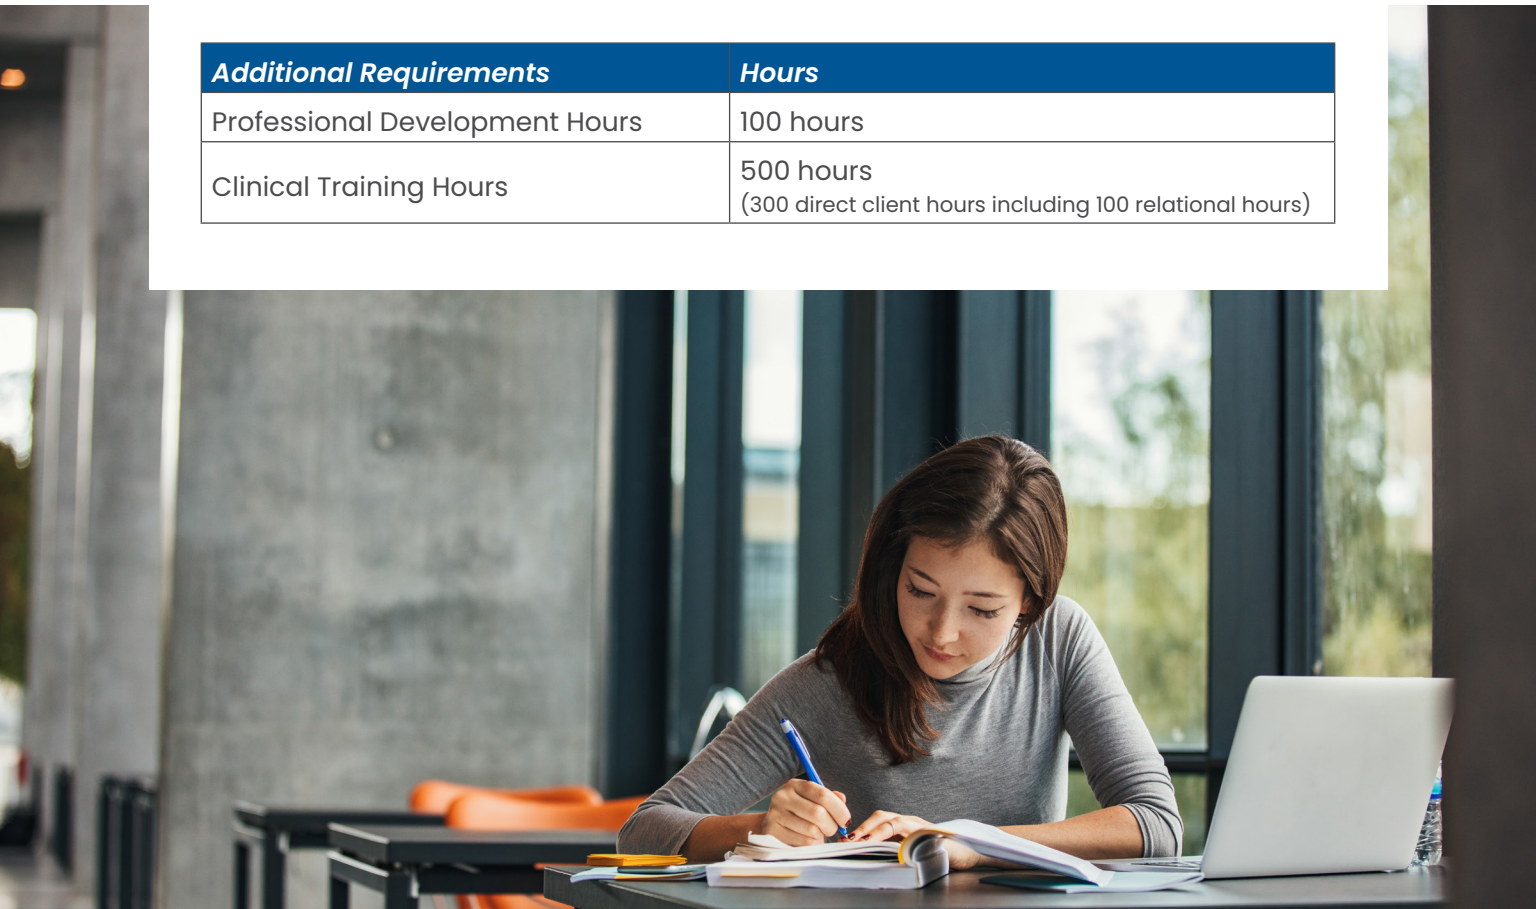 Additional Requirements Hours
Professional Development Hours 100 hours
Clinical Training Hours 500 hours
(300 direct client hours including 100 relational hours)